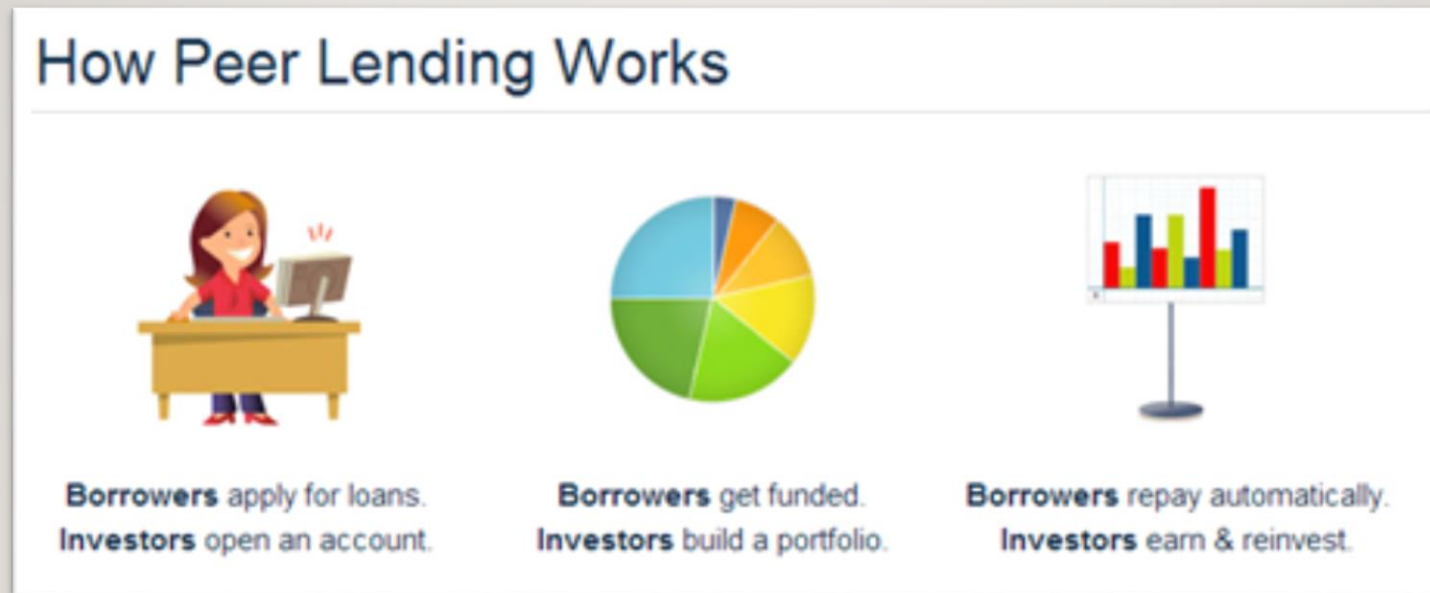 How Peer Lending Works
Borrowers apply for loans.
Investors open an account.
Borrowers get funded.
Investors build a portfolio.
Borrowers repay automatically.
Investors earn & reinvest.